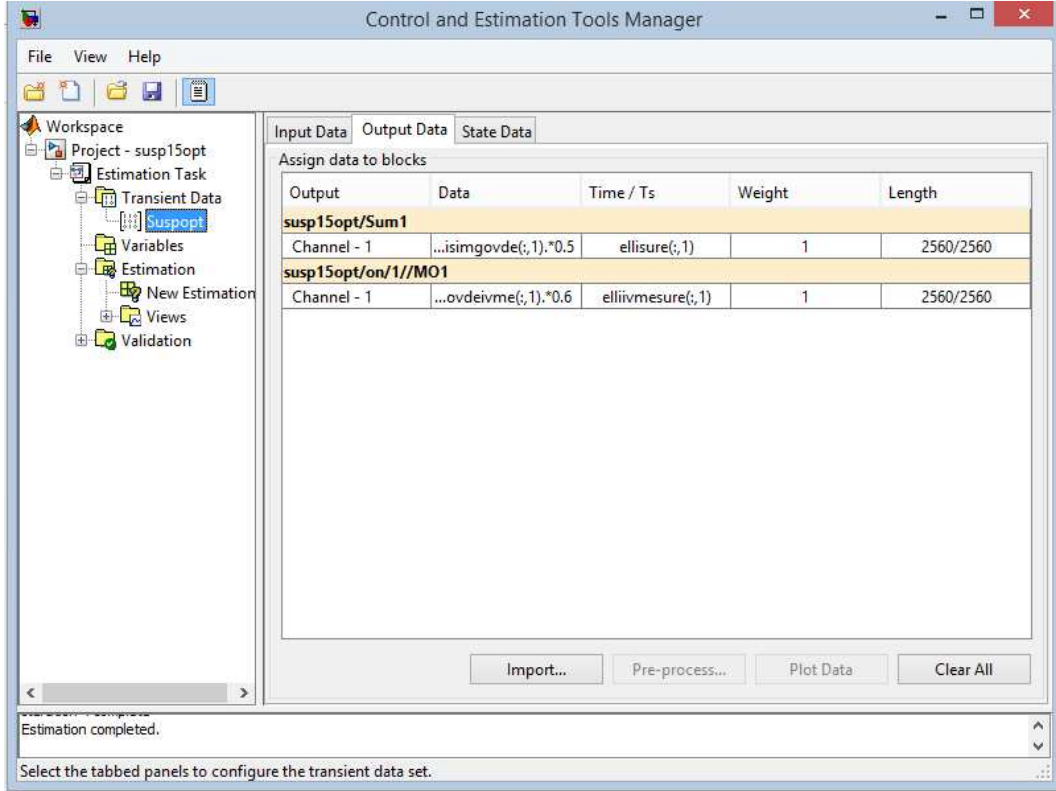 Control and Estimation Tools Manager
File View Help
Workspace
Project - susp15opt
Estimation Task
Transient Data
Suspopt
Variables
Estimation
New Estimation
Views
Validation
Input Data Output Data State Data
Assign data to blocks
Output Data Time / Ts Weight Length
susp15opt/Sum1
Channel - 1 ...isimgovde(:,1).*0.5 ellisure(:,1) 1 2560/2560
susp15opt/on/1//MO1
Channel - 1 ...ovdeivme(:,1).*0.6 elliivmesure(:,1) 1 2560/2560
Import... Pre-process... Plot Data Clear All
Estimation completed.
Select the tabbed panels to configure the transient data set.